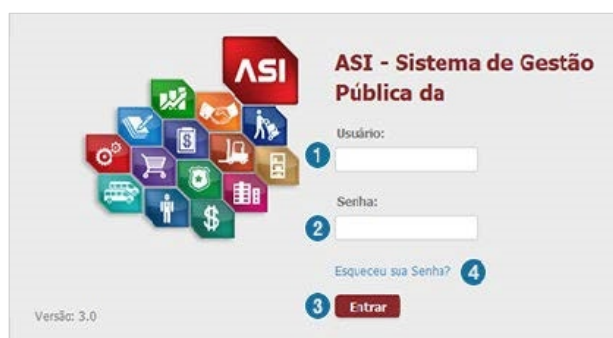 ASI
ASI - Sistema de Gestão
Pública da
Usuário:
1
Senha:
2
Esqueceu sua Senha? 4
3 Entrar
Versão: 3.0